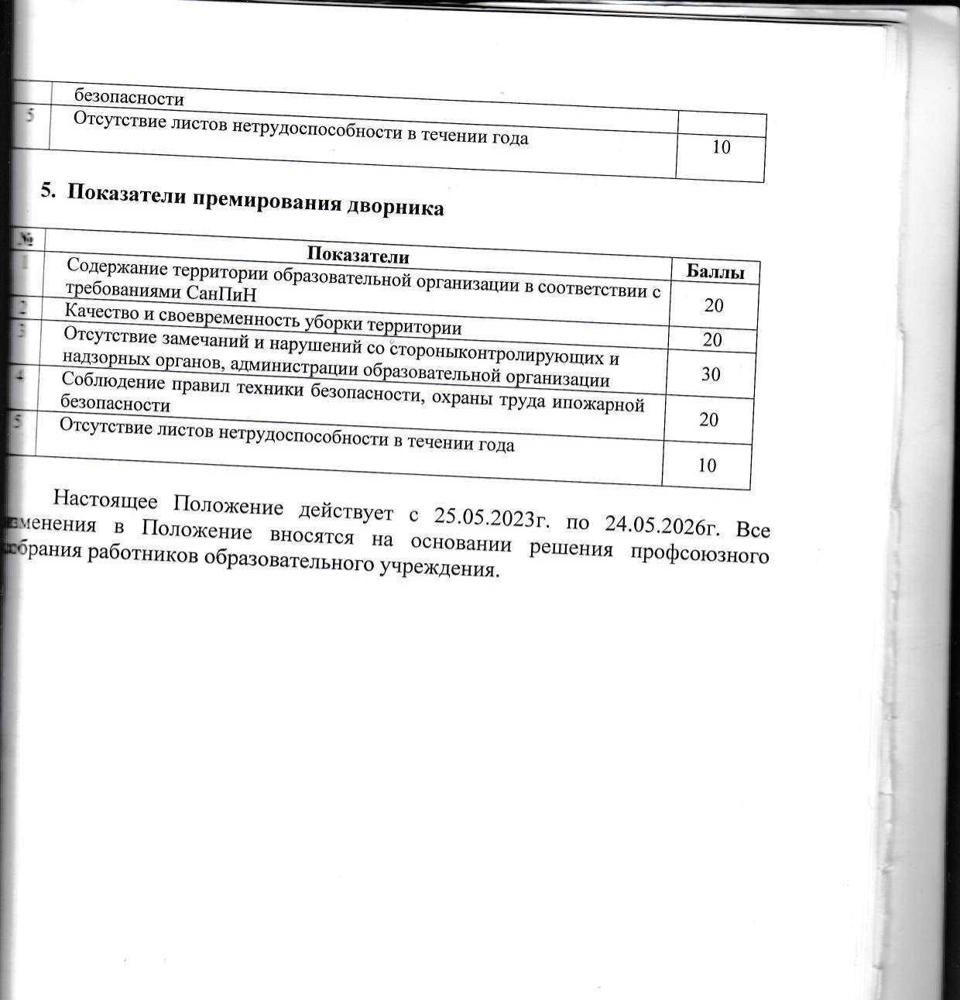 безопасности
5 Отсутствие листов нетрудоспособности в течении года 10
5. Показатели премирования дворника
№ Показатели Баллы
1 Содержание территории образовательной организации в соответствии с
требованиями СанПиН 20
2 Качество и своевременность уборки территории 20
3 Отсутствие замечаний и нарушений со стороныконтролирующих и
надзорных органов, администрации образовательной организации 30
4 Соблюдение правил техники безопасности, охраны труда ипожарной
безопасности 20
5 Отсутствие листов нетрудоспособности в течении года
10
Настоящее Положение действует с 25.05.2023г. по 24.05.2026г. Все
изменения в Положение вносятся на основании решения профсоюзного
собрания работников образовательного учреждения.